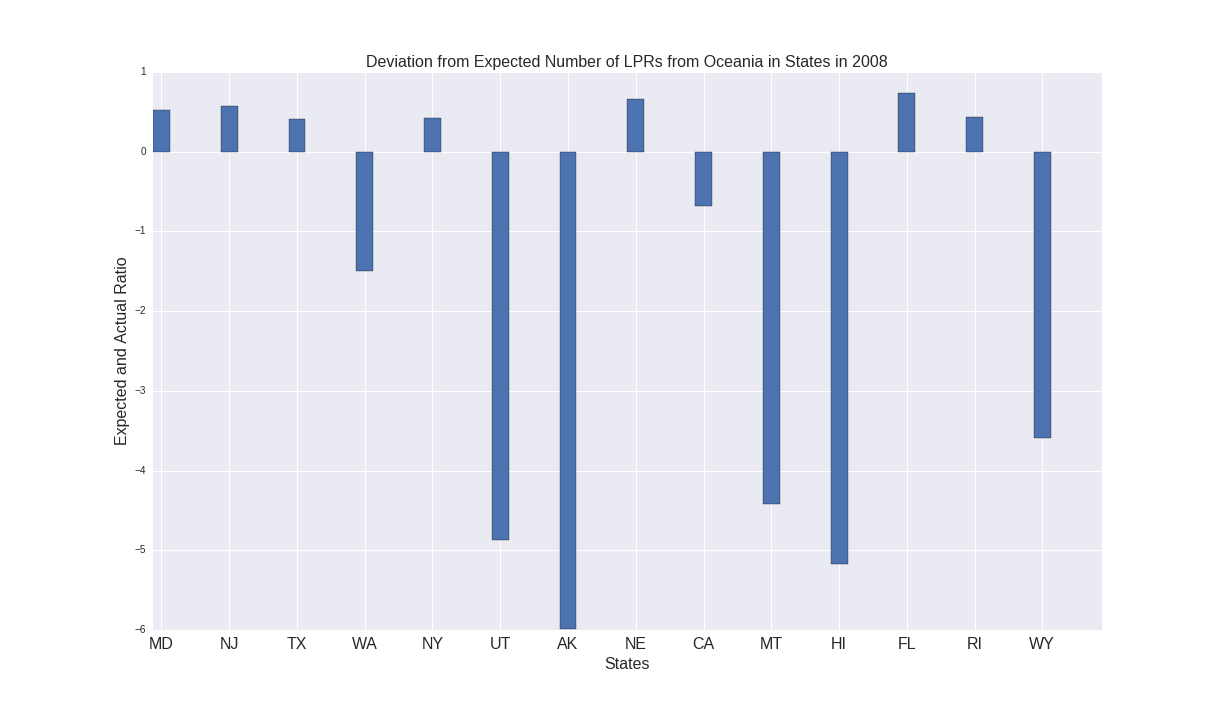 Deviation from Expected Number of LPRs from Oceania in States in 2008
Expected and Actual Ratio
1
0
−1
−2
−3
−4
−5
−6
MD NJ TX WA NY UT AK NE CA MT HI FL RI WY
States